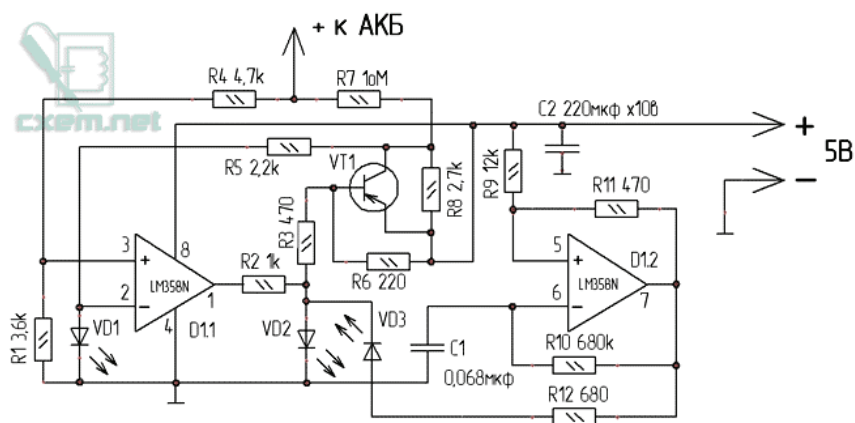 + к АКБ
R4 4,7k
R7 1оМ
cxem.net
C2 220мкф x10в
+
5В
-
R5 2,2k
VT1
R8 2,7k
R9 12k
R11 470
R3 470
3
+
8
LM358N
R2 1k
1
R6 220
5
+
D1.2
LM358N
6
-
7
2
-
VD1
4
D1.1
VD2
VD3
R1 3,6k
C1
0,068мкф
R10 680k
R12 680